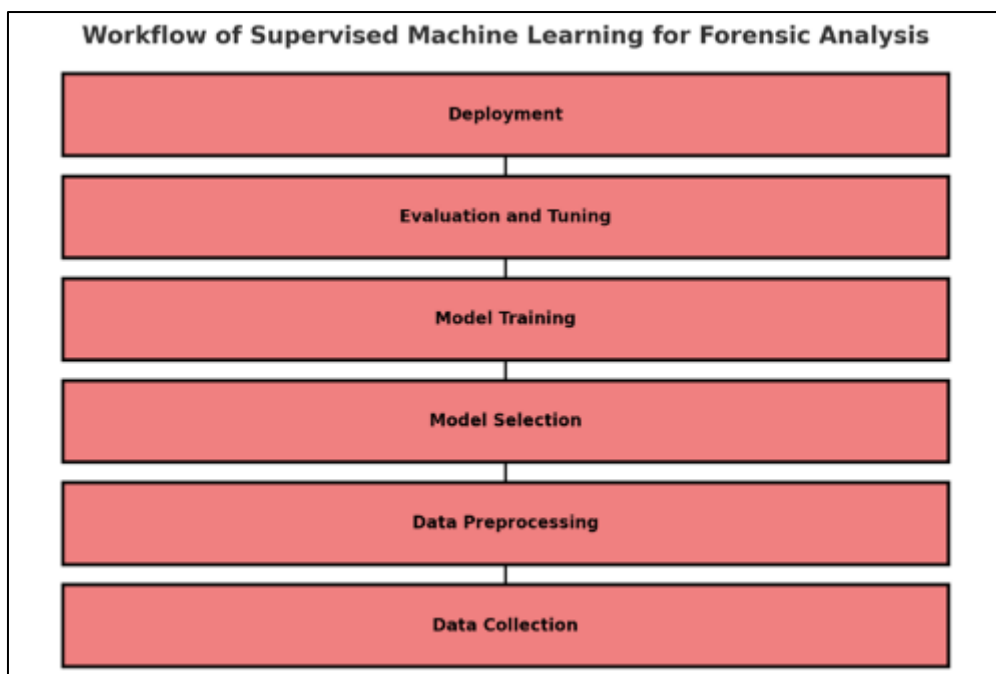 Workflow of Supervised Machine Learning for Forensic Analysis
Deployment
Evaluation and Tuning
Model Training
Model Selection
Data Preprocessing
Data Collection